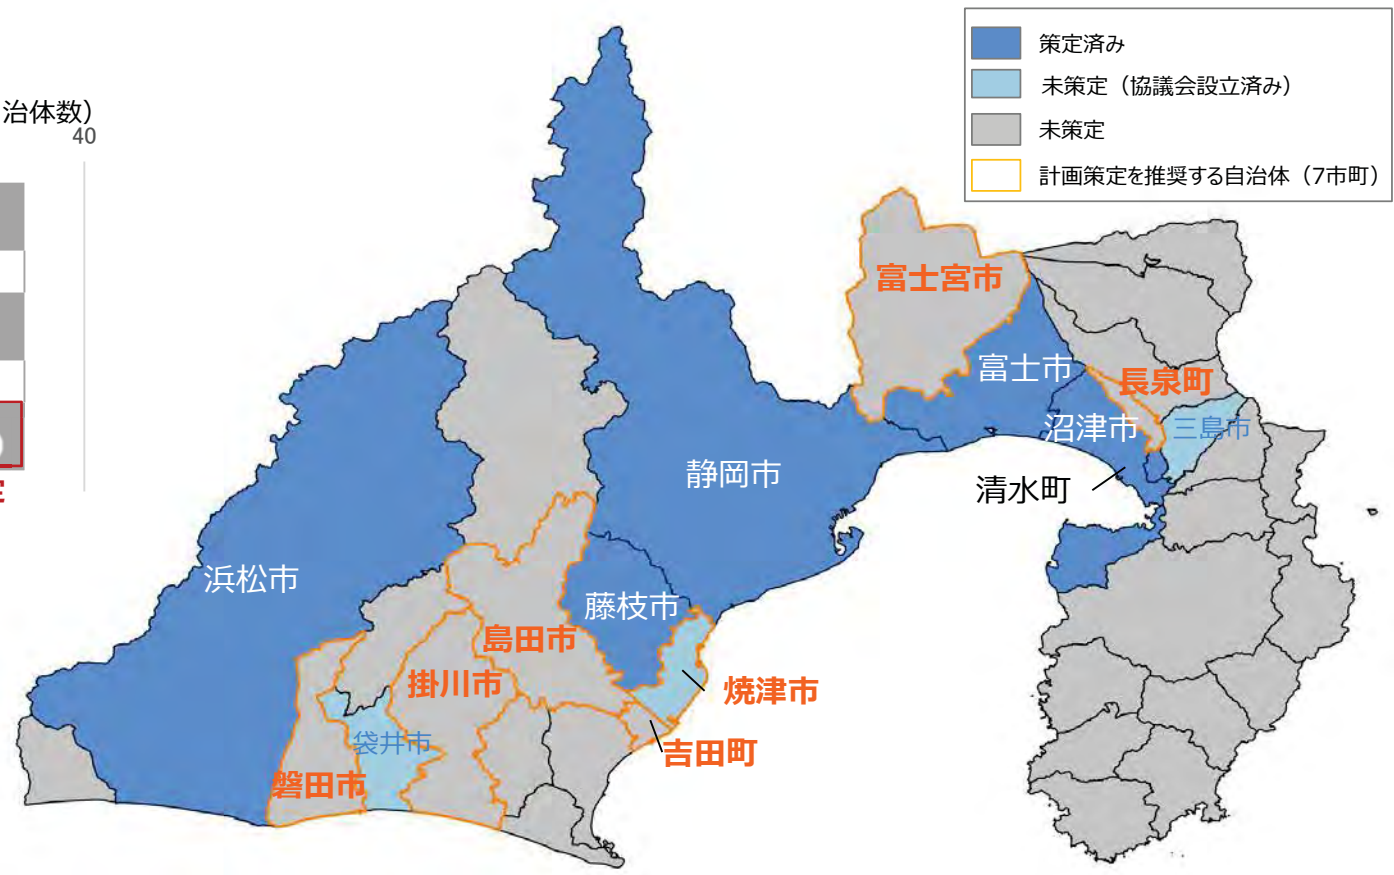 治体数)
40
策定済み
未策定（協議会設立済み）
未策定
計画策定を推奨する自治体（7市町）
富士宮市
富士市
長泉町
沼津市
三島市
静岡市
清水町
浜松市
藤枝市
島田市
掛川市
焼津市
袋井市
吉田町
磐田市